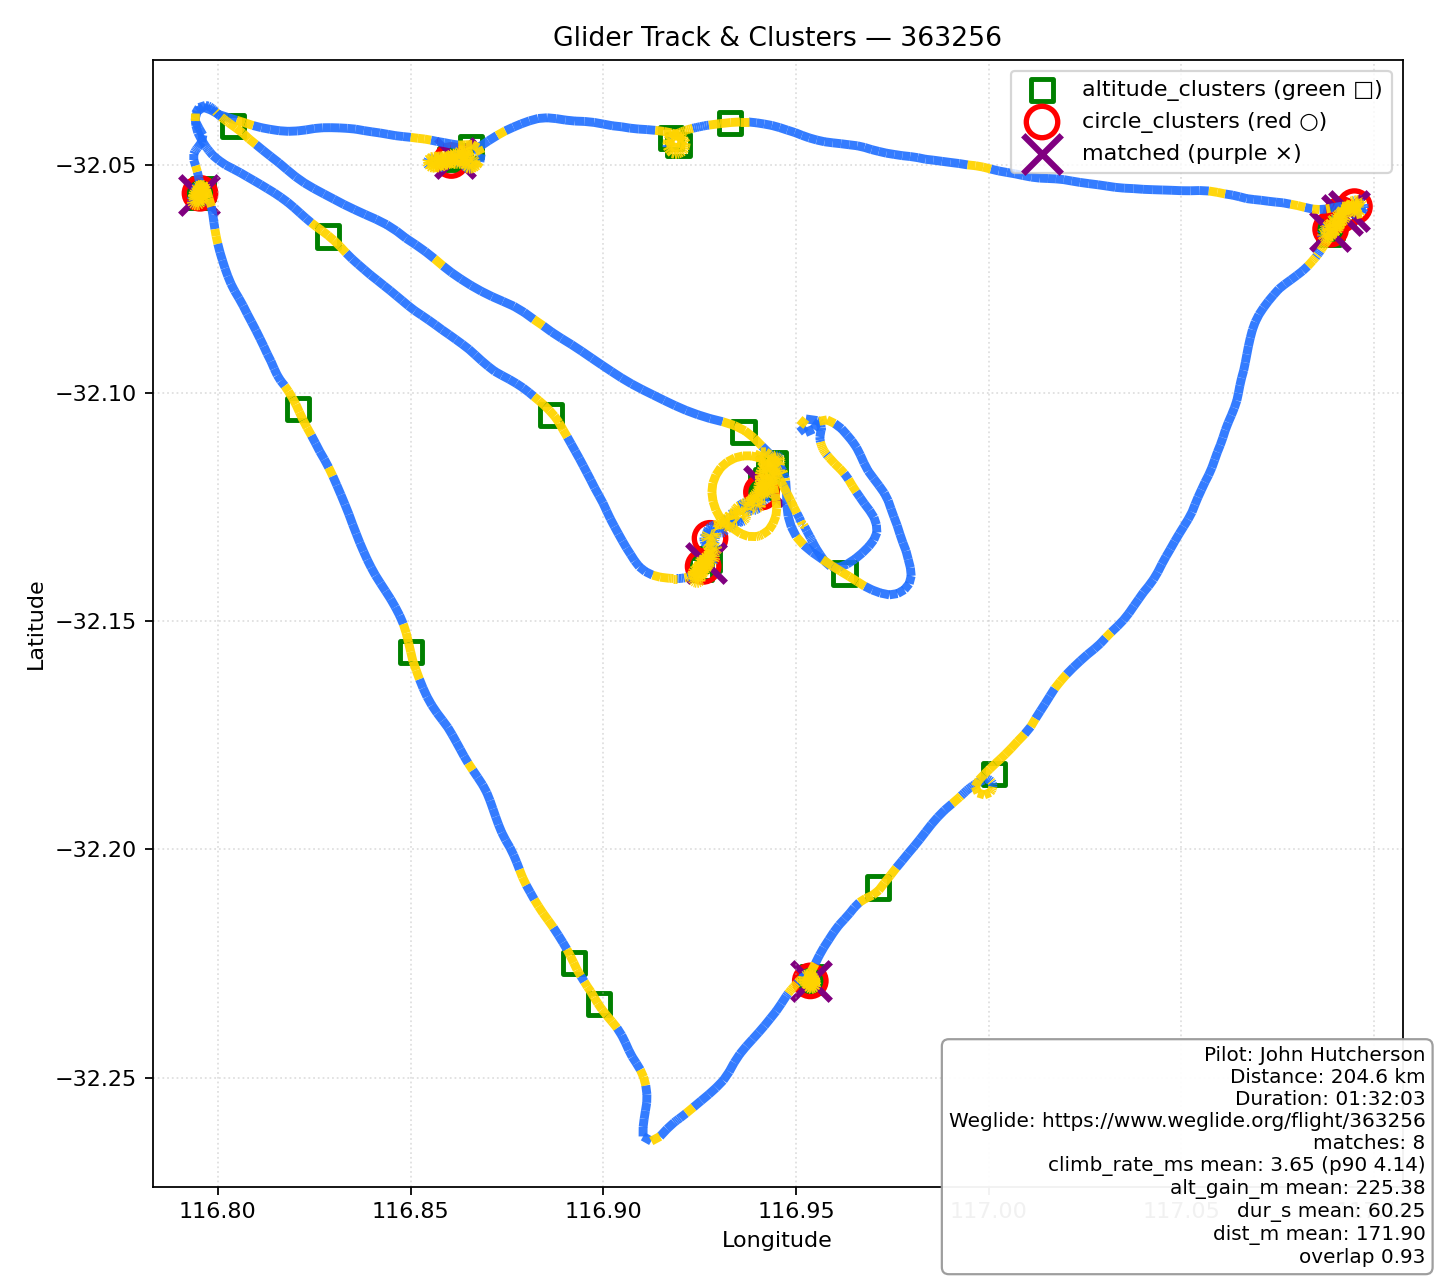 Glider Track & Clusters — 363256
altitude_clusters (green □)
circle_clusters (red ○)
matched (purple ×)
−32.05
−32.10
−32.15
−32.20
−32.25
Latitude
116.80
116.85
116.90
116.95
117.00
117.05
Longitude
Pilot: John Hutcherson
Distance: 204.6 km
Duration: 01:32:03
Weglide: https://www.weglide.org/flight/363256
matches: 8
climb_rate_ms mean: 3.65 (p90 4.14)
alt_gain_m mean: 225.38
dur_s mean: 60.25
dist_m mean: 171.90
overlap 0.93